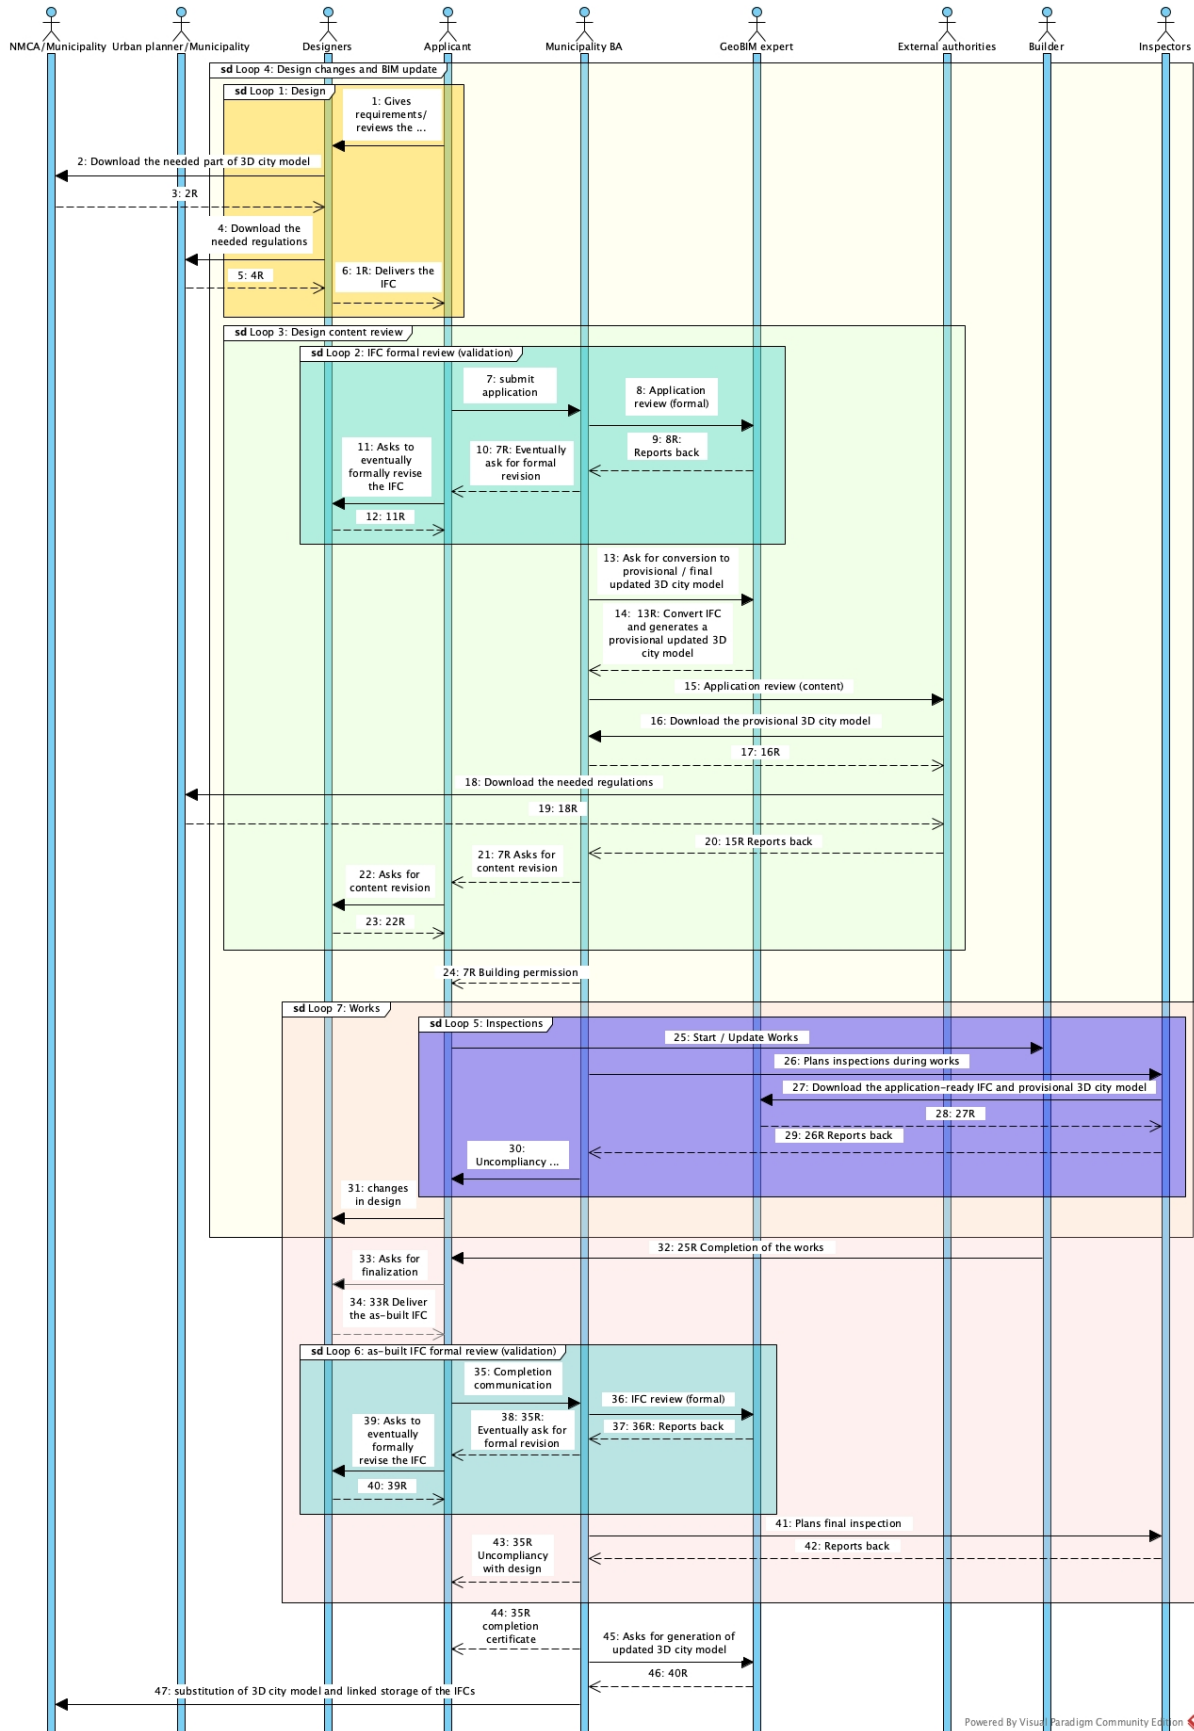 NMCA/Municipality
Urban planner/Municipality
Designers
Applicant
Municipality BA
GeoBIM expert
External authorities
Builder
Inspectors
sd Loop 4: Design changes and BIM update
sd Loop 1: Design
1: Gives
requirements/
reviews the ...
2: Download the needed part of 3D city model
3: 2R
4: Download the
needed regulations
5: 4R
6: 1R: Delivers the
IFC
sd Loop 3: Design content review
sd Loop 2: IFC formal review (validation)
7: submit
application
8: Application
review (formal)
9: 8R:
Reports back
10: 7R: Eventually
ask for formal
revision
11: Asks to
eventually
formally revise
the IFC
12: 11R
13: Ask for conversion to
provisional / final
updated 3D city model
14:  13R: Convert IFC
and generates a
provisional updated 3D
city model
15: Application review (content)
16: Download the provisional 3D city model
17: 16R
18: Download the needed regulations
19: 18R
20: 15R Reports back
21: 7R Asks for
content revision
22: Asks for
content revision
23: 22R
24: 7R Building permission
sd Loop 7: Works
sd Loop 5: Inspections
25: Start / Update Works
26: Plans inspections during works
27: Download the application-ready IFC and provisional 3D city model
28: 27R
29: 26R Reports back
30:
Uncompliancy ...
31: changes
in design
32: 25R Completion of the works
33: Asks for
finalization
34: 33R Deliver
the as-built IFC
sd Loop 6: as-built IFC formal review (validation)
35: Completion
communication
36: IFC review (formal)
37: 36R: Reports back
38: 35R:
Eventually ask for
formal revision
39: Asks to
eventually
formally
revise the IFC
40: 39R
41: Plans final inspection
42: Reports back
43: 35R
Uncompliancy
with design
44: 35R
completion
certificate
45: Asks for generation of
updated 3D city model
46: 40R
47: substitution of 3D city model and linked storage of the IFCs
Powered By Visual Paradigm Community Edition